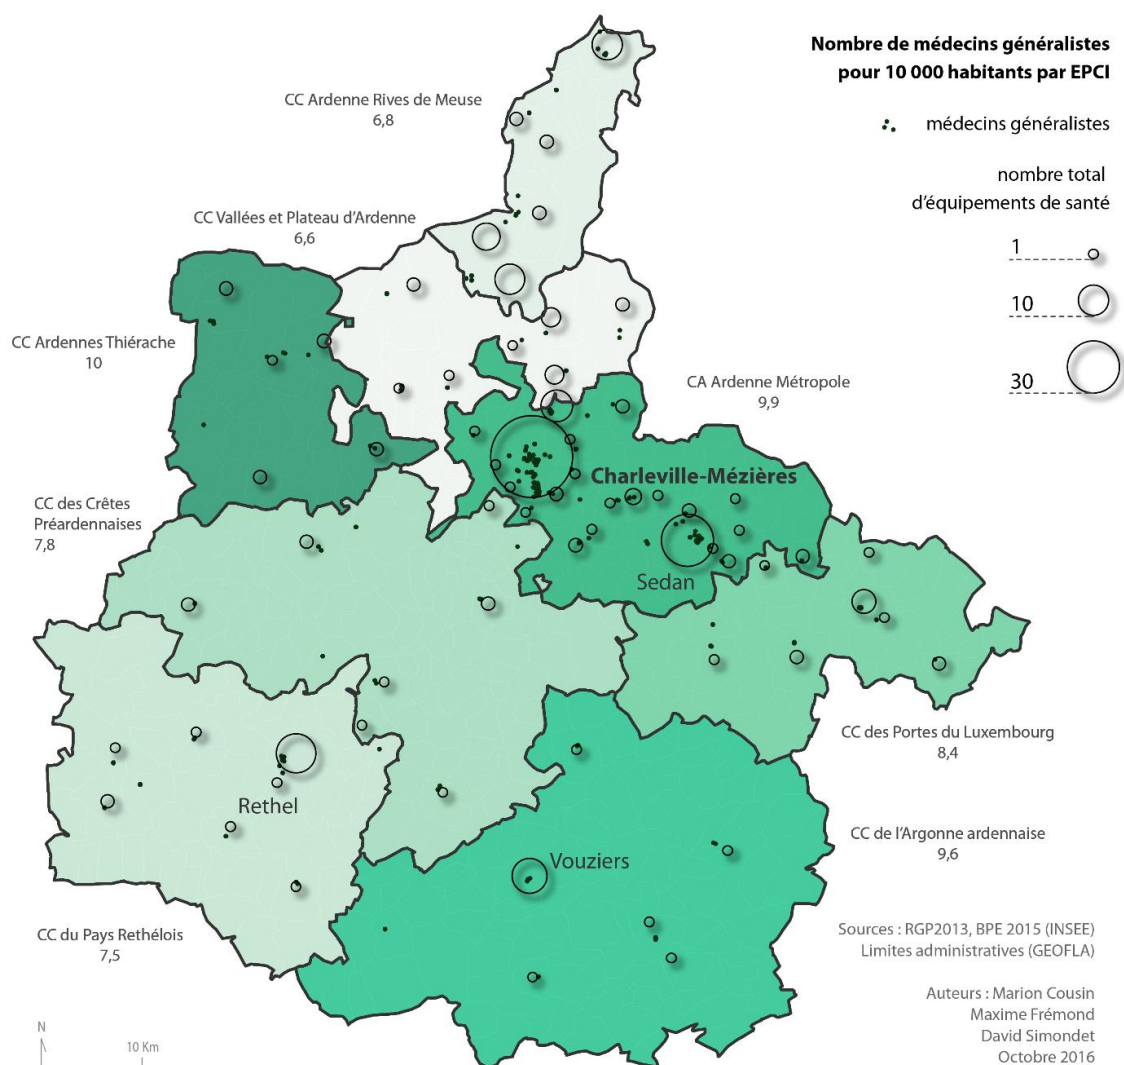 Nombre de médecins généralistes
pour 10 000 habitants par EPCI
médecins généralistes
nombre total
d'équipements de santé
1
10
30
CC Ardenne Rives de Meuse
6,8
CC Vallées et Plateau d'Ardenne
6,6
CC Ardennes Thiérache
10
CA Ardenne Métropole
9,9
Charleville-Mézières
CC des Crêtes
Préardennaises
7,8
Sedan
CC des Portes du Luxembourg
8,4
Rethel
CC de l'Argonne ardennaise
9,6
Vouziers
CC du Pays Rethélois
7,5
Sources : RGP2013, BPE 2015 (INSEE)
Limites administratives (GEOFLA)
Auteurs : Marion Cousin
Maxime Frémond
David Simondet
Octobre 2016
N
10 Km